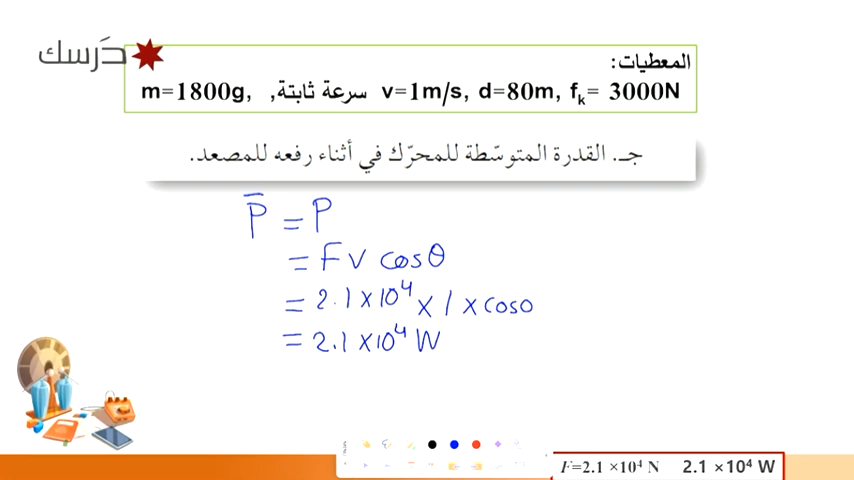 حَرسك
المعطيات:
m=1800g, سرعة ثابتة, v=1m/s, d=80m, fk= 3000N
جـ. القدرة المتوسّطة للمحرّك في أثناء رفعه للمصعد.
P̅ = P
= F v cosθ
= 2.1 × 10⁴ × 1 × cos0
= 2.1 × 10⁴ W
F=2.1 ×10⁴ N 2.1 ×10⁴ W